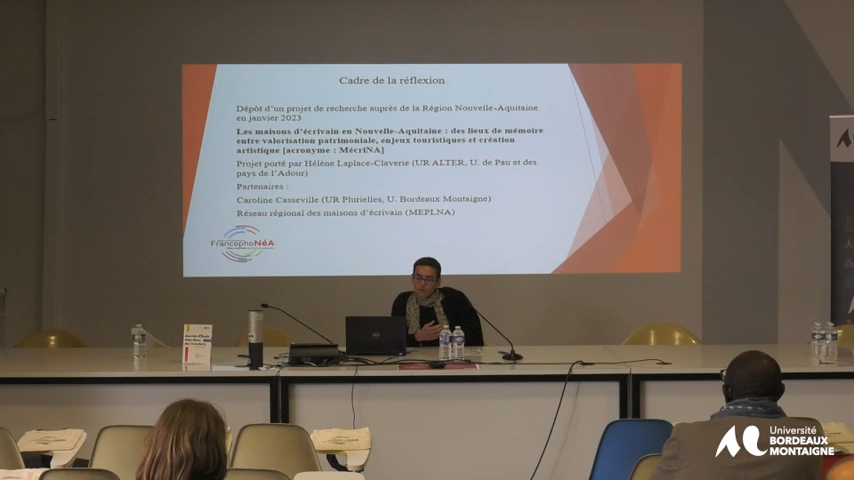 Cadre de la réflexion
Dépôt d'un projet de recherche auprès de la Région Nouvelle-Aquitaine
en janvier 2023
Les maisons d'écrivain en Nouvelle-Aquitaine : des lieux de mémoire
entre valorisation patrimoniale, enjeux touristiques et création
artistique [acronyme : MécriNA]
Projet porté par Hélène Laplace-Claverie (UR ALTER, U. de Pau et des
pays de l'Adour)
Partenaires :
Caroline Casseville (UR Plurielles, U. Bordeaux Montaigne)
Réseau régional des maisons d'écrivain (MEPLNA)
FrancophoNéA
Université
BORDEAUX
MONTAIGNE